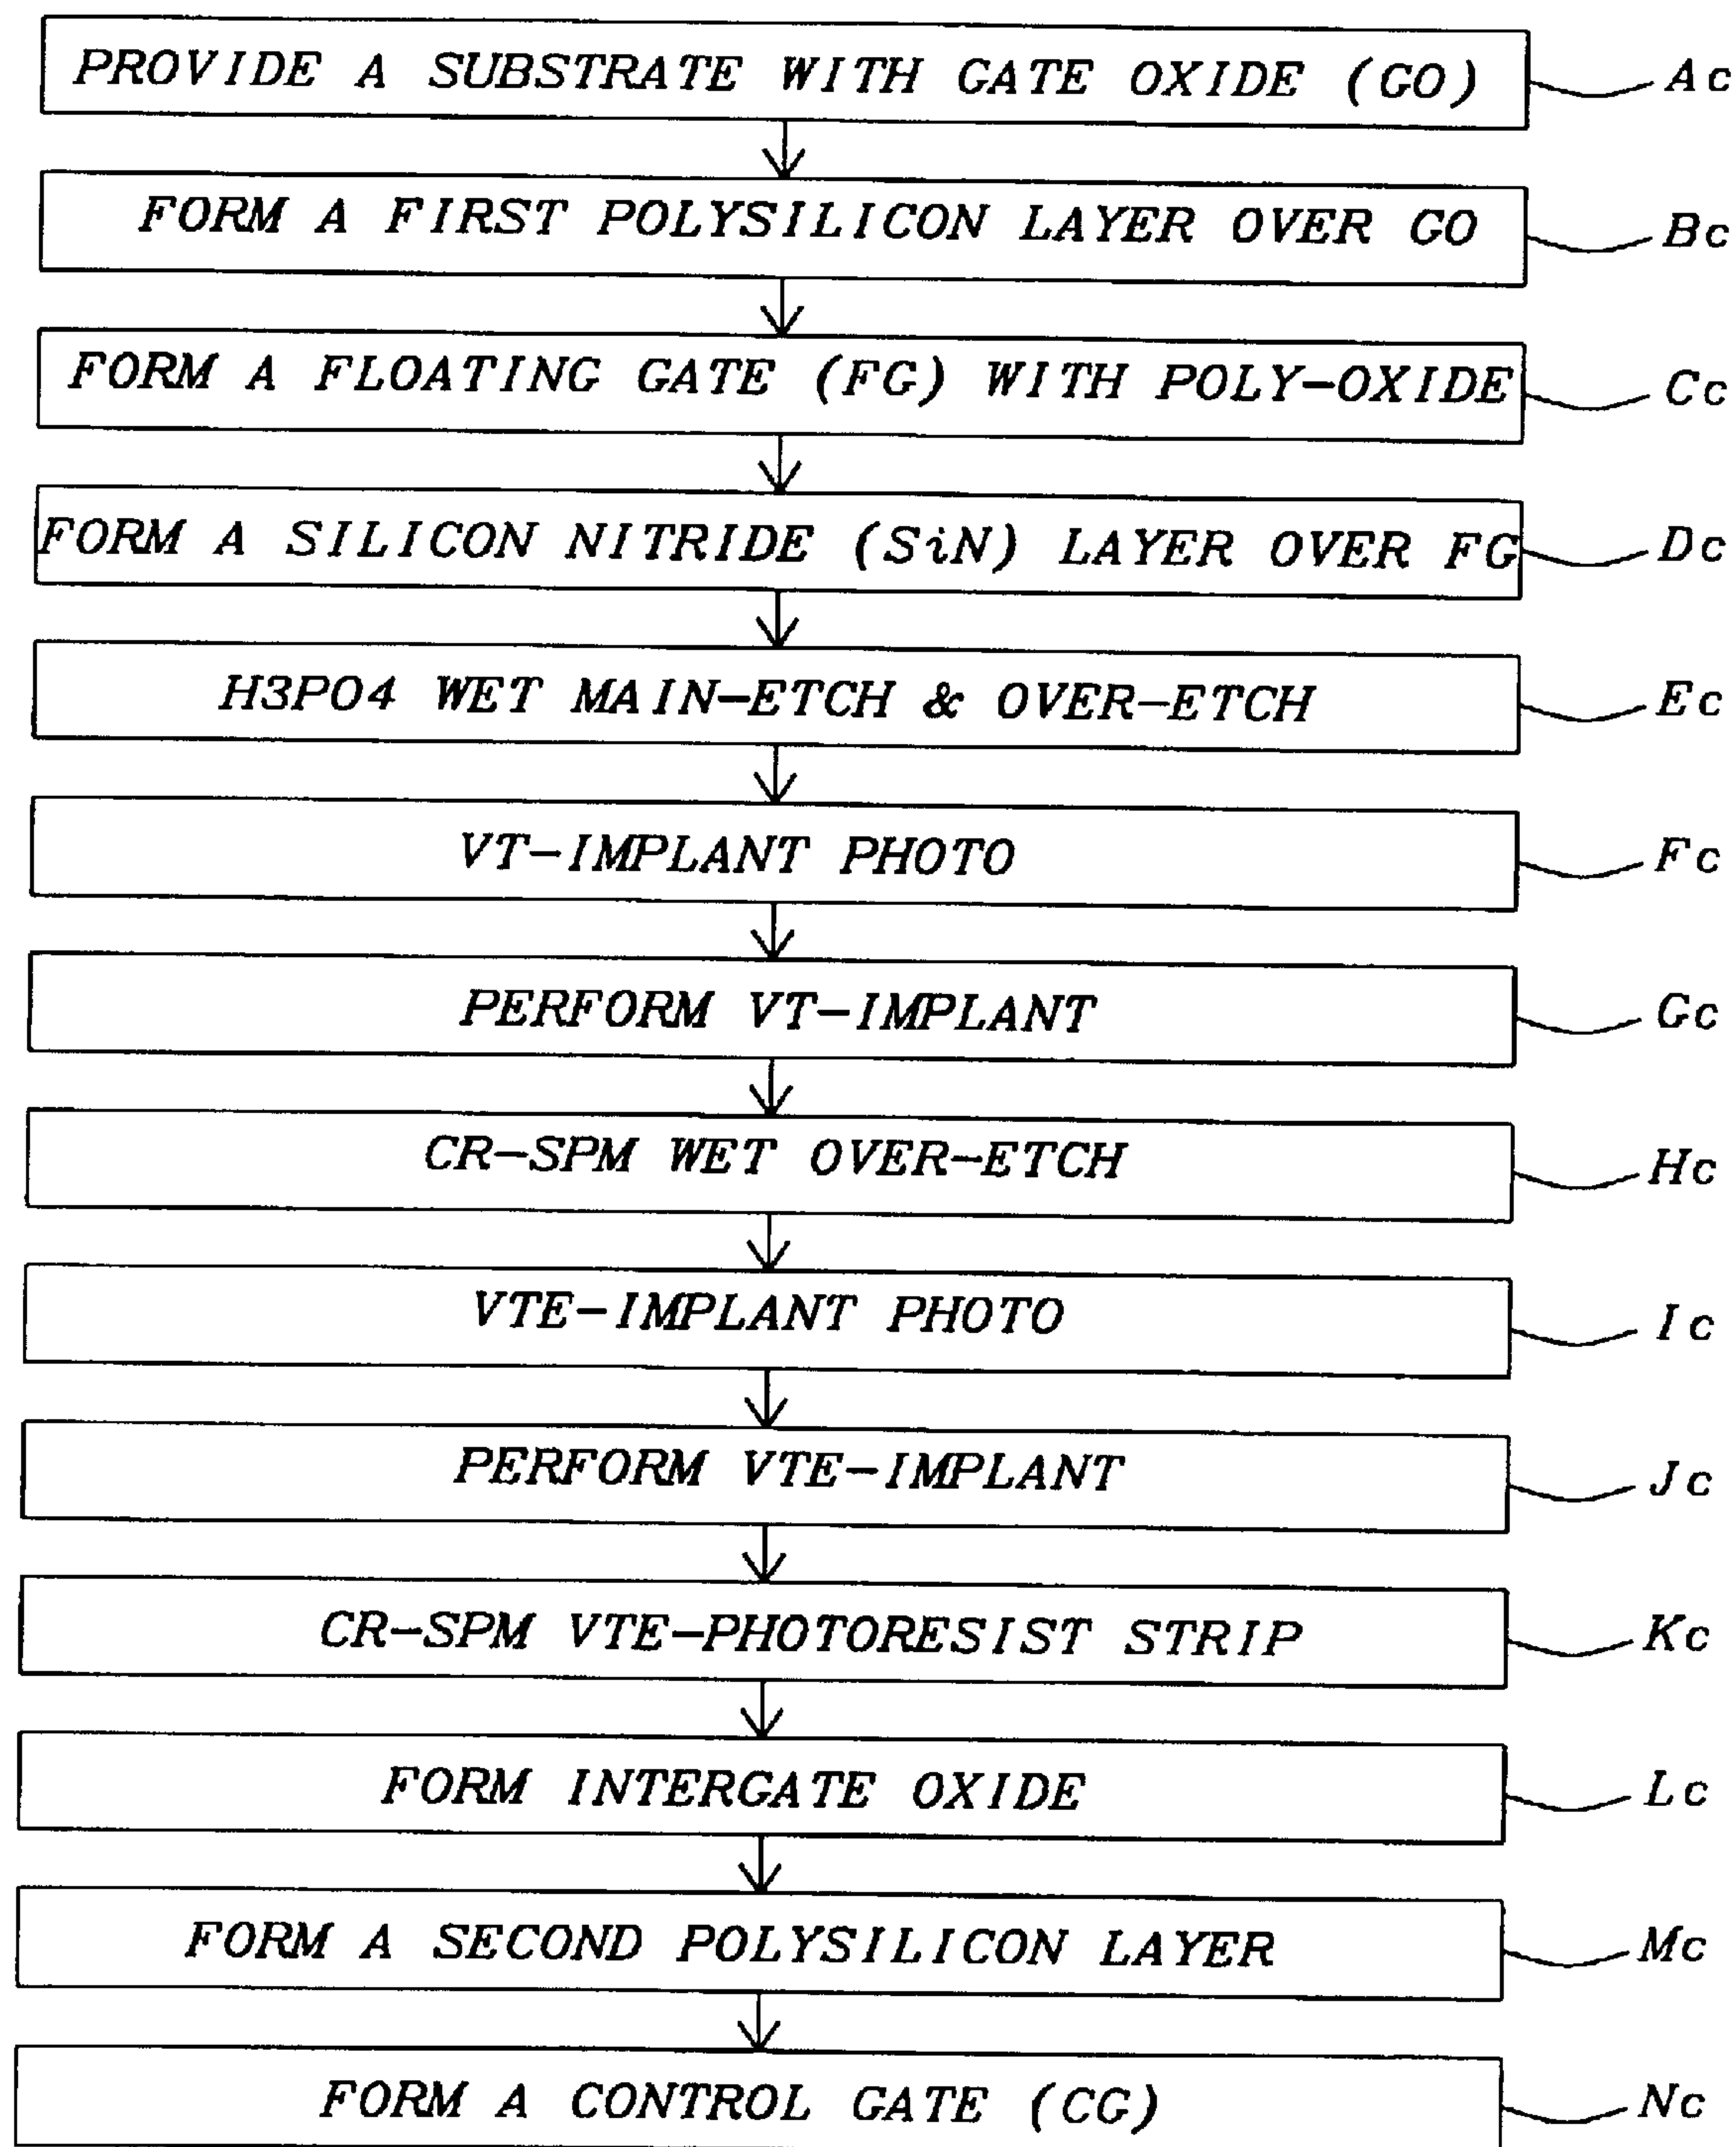 PROVIDE A SUBSTRATE WITH GATE OXIDE (GO) Ac
FORM A FIRST POLYSILICON LAYER OVER GO Bc
FORM A FLOATING GATE (FG) WITH POLY-OXIDE Cc
FORM A SILICON NITRIDE (SiN) LAYER OVER FG Dc
H3PO4 WET MAIN-ETCH & OVER-ETCH Ec
VT-IMPLANT PHOTO Fc
PERFORM VT-IMPLANT Gc
CR-SPM WET OVER-ETCH Hc
VTE-IMPLANT PHOTO Ic
PERFORM VTE-IMPLANT Jc
CR-SPM VTE-PHOTORESIST STRIP Kc
FORM INTERGATE OXIDE Lc
FORM A SECOND POLYSILICON LAYER Mc
FORM A CONTROL GATE (CG) Nc